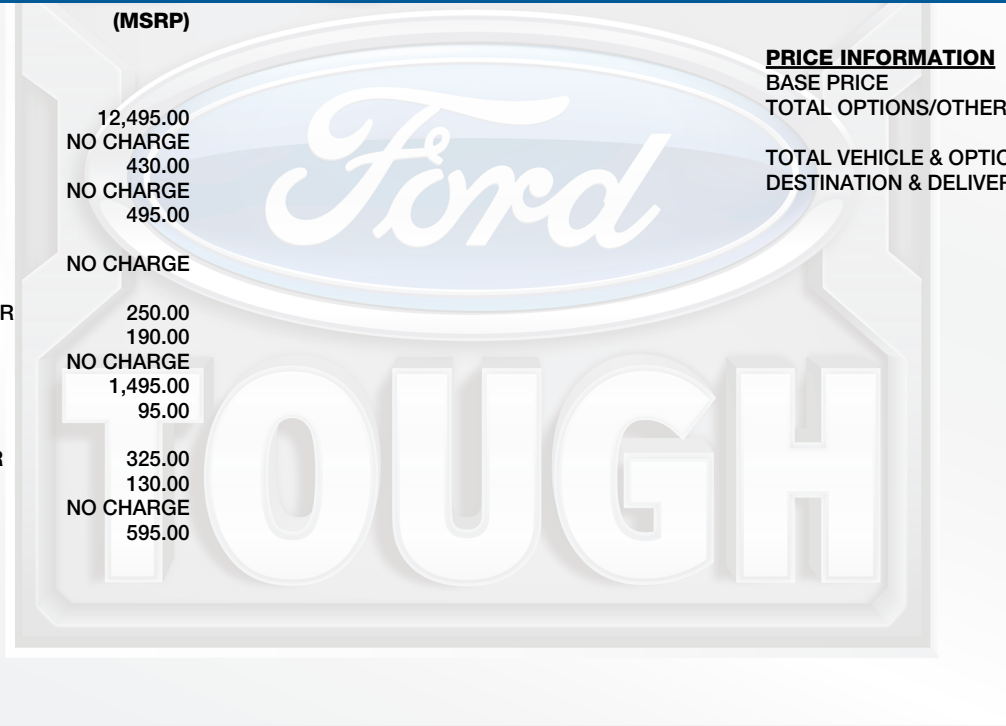 (MSRP)
12,495.00
NO CHARGE
430.00
NO CHARGE
495.00
NO CHARGE
R 250.00
190.00
NO CHARGE
1,495.00
95.00
R 325.00
130.00
NO CHARGE
595.00
PRICE INFORMATION
BASE PRICE
TOTAL OPTIONS/OTHER
TOTAL VEHICLE & OPTIO
DESTINATION & DELIVER
Ford
TOUGH